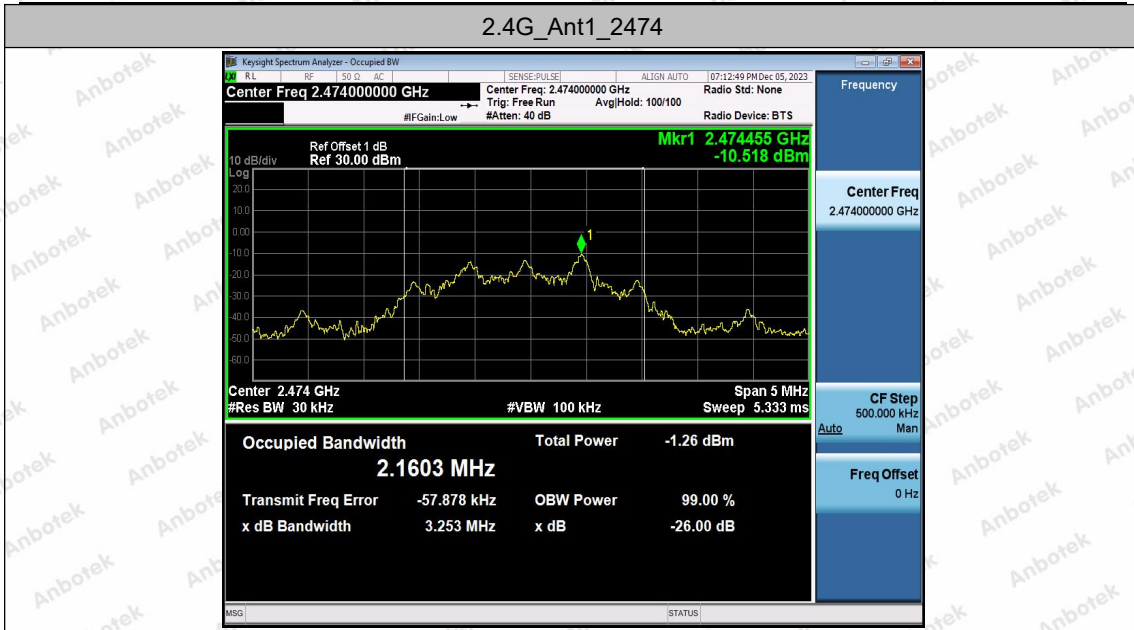 2.4G_Ant1_2474
Keysight Spectrum Analyzer - Occupied BW
LXI RL RF 50 Ω AC SENSE:PULSE ALIGN AUTO 07:12:49 PM Dec 05, 2023
Center Freq 2.474000000 GHz
Center Freq: 2.474000000 GHz Radio Std: None
Trig: Free Run Avg|Hold: 100/100
#IFGain:Low #Atten: 40 dB Radio Device: BTS
Frequency
Mkr1 2.474455 GHz
-10.518 dBm
Ref Offset 1 dB
10 dB/div Ref 30.00 dBm
Log
20.0
10.0
0.00
-10.0
-20.0
-30.0
-40.0
-50.0
-60.0
1
Center 2.474 GHz Span 5 MHz
#Res BW 30 kHz #VBW 100 kHz Sweep 5.333 ms
Center Freq
2.474000000 GHz
CF Step
500.000 kHz
Auto Man
Freq Offset
0 Hz
Occupied Bandwidth Total Power -1.26 dBm
2.1603 MHz
Transmit Freq Error -57.878 kHz OBW Power 99.00 %
x dB Bandwidth 3.253 MHz x dB -26.00 dB
MSG STATUS
Anbotek